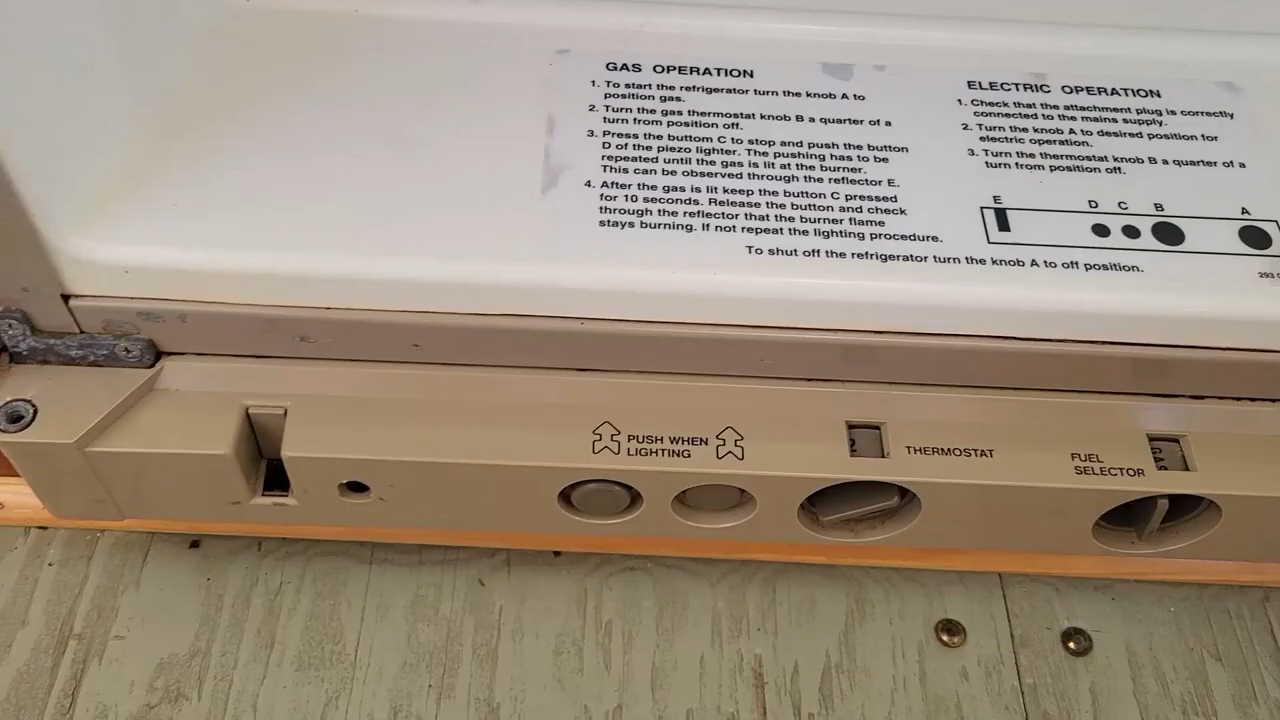 GAS OPERATION
1. To start the refrigerator turn the knob A to
position gas.
2. Turn the gas thermostat knob B a quarter of a
turn from position off.
3. Press the buttom C to stop and push the button
D of the piezo lighter. The pushing has to be
repeated until the gas is lit at the burner.
This can be observed through the reflector E.
4. After the gas is lit keep the button C pressed
for 10 seconds. Release the button and check
through the reflector that the burner flame
stays burning. If not repeat the lighting procedure.
ELECTRIC OPERATION
1. Check that the attachment plug is correctly
connected to the mains supply.
2. Turn the knob A to desired position for
electric operation.
3. Turn the thermostat knob B a quarter of a
turn from position off.
E D C B A
To shut off the refrigerator turn the knob A to off position.
293
PUSH WHEN
LIGHTING
2
THERMOSTAT
FUEL
SELECTOR
GAS